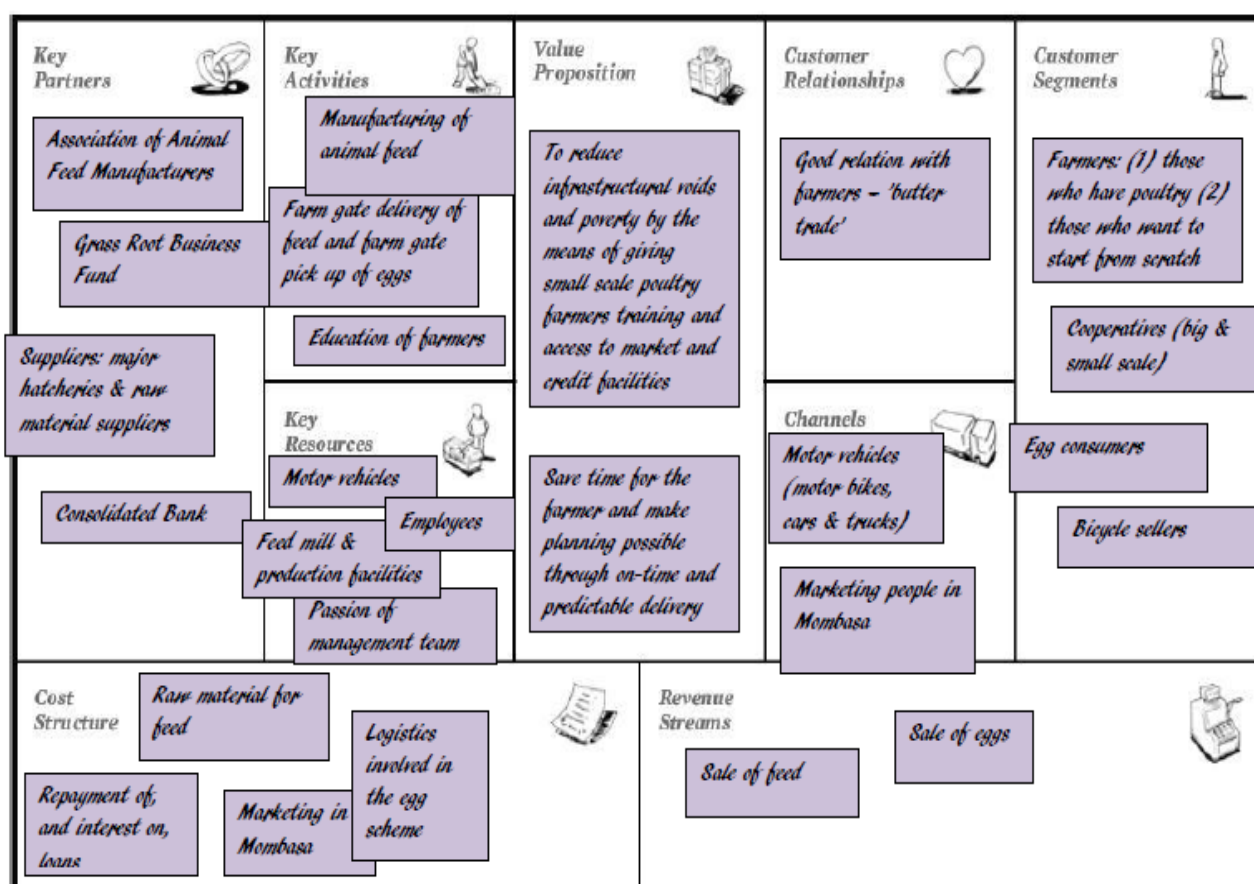 Key
Partners
Association of Animal
Feed Manufacturers
Grass Root Business
Fund
Suppliers: major
hatcheries & raw
material suppliers
Consolidated Bank
Key
Activities
Manufacturing of
animal feed
Farm gate delivery of
feed and farm gate
pick up of eggs
Education of farmers
Key
Resources
Motor vehicles
Employees
Feed mill &
production facilities
Passion of
management team
Value
Proposition
To reduce
infrastructural voids
and poverty by the
means of giving
small scale poultry
farmers training and
access to market and
credit facilities
Save time for the
farmer and make
planning possible
through on-time and
predictable delivery
Customer
Relationships
Good relation with
farmers – 'butter
trade'
Channels
Motor vehicles
(motor bikes,
cars & trucks)
Marketing people in
Mombasa
Customer
Segments
Farmers: (1) those
who have poultry (2)
those who want to
start from scratch
Cooperatives (big &
small scale)
Egg consumers
Bicycle sellers
Cost
Structure
Raw material for
feed
Repayment of,
and interest on,
loans
Marketing in
Mombasa
Logistics
involved in
the egg
scheme
Revenue
Streams
Sale of feed
Sale of eggs